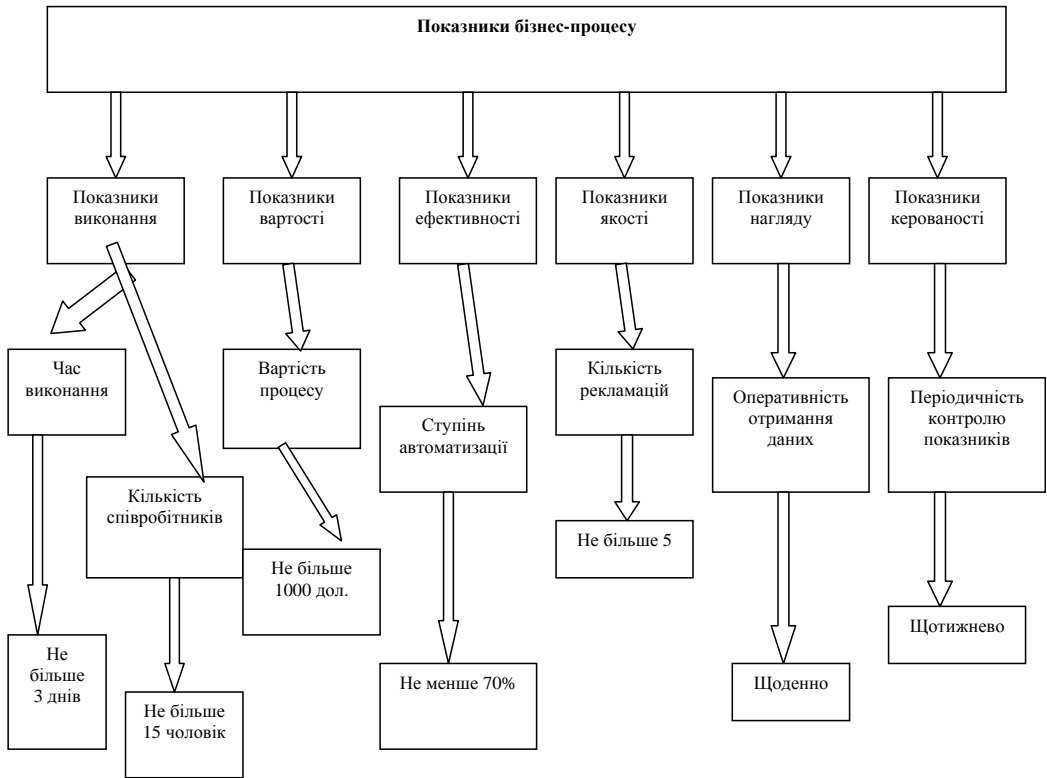 Показники бізнес-процесу
Показники
виконання
Показники
вартості
Показники
ефективності
Показники
якості
Показники
нагляду
Показники
керованості
Час
виконання
Вартість
процесу
Кількість
рекламацій
Оперативність
отримання
даних
Періодичність
контролю
показників
Ступінь
автоматизації
Кількість
співробітників
Не більше
1000 дол.
Не більше 5
Щотижнево
Не
більше
3 днів
Не більше
15 чоловік
Не менше 70%
Щоденно